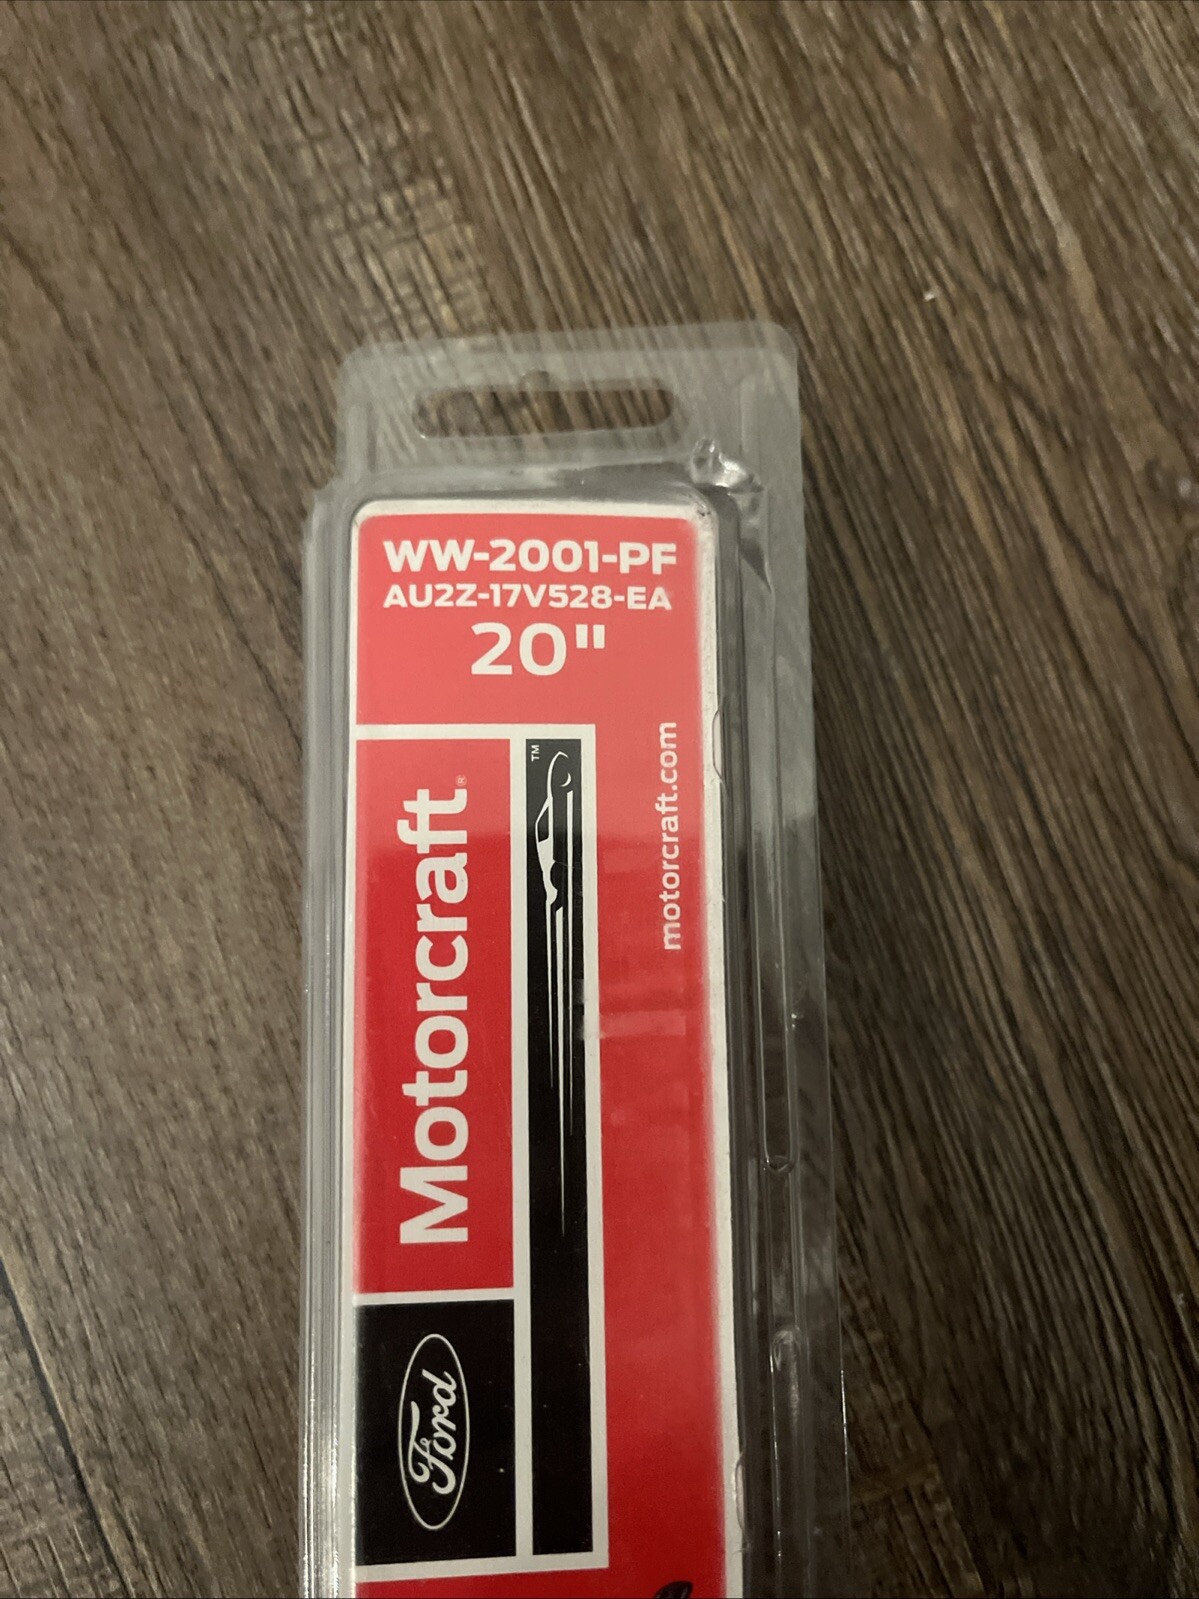 WW-2001-PF
AU2Z-17V528-EA
20"
Motorcraft®
TM
motorcraft.com
Ford